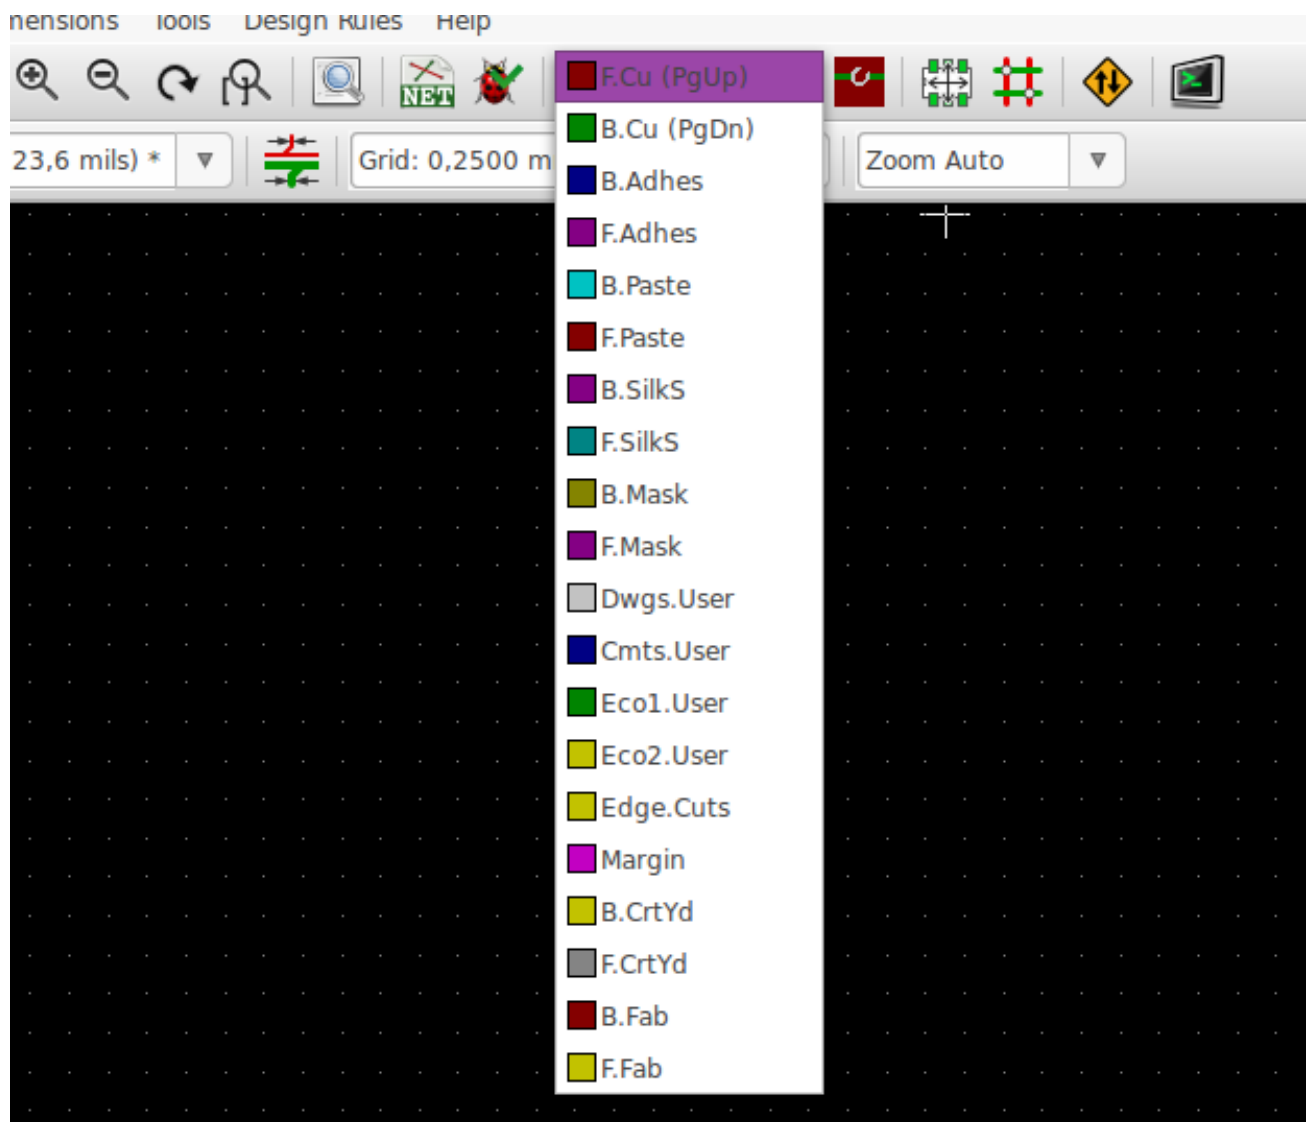 mensions Tools Design Rules Help
NET
F.Cu (PgUp)
B.Cu (PgDn)
23,6 mils) *
Grid: 0,2500 m
Zoom Auto
B.Adhes
F.Adhes
B.Paste
F.Paste
B.SilkS
F.SilkS
B.Mask
F.Mask
Dwgs.User
Cmts.User
Eco1.User
Eco2.User
Edge.Cuts
Margin
B.CrtYd
F.CrtYd
B.Fab
F.Fab